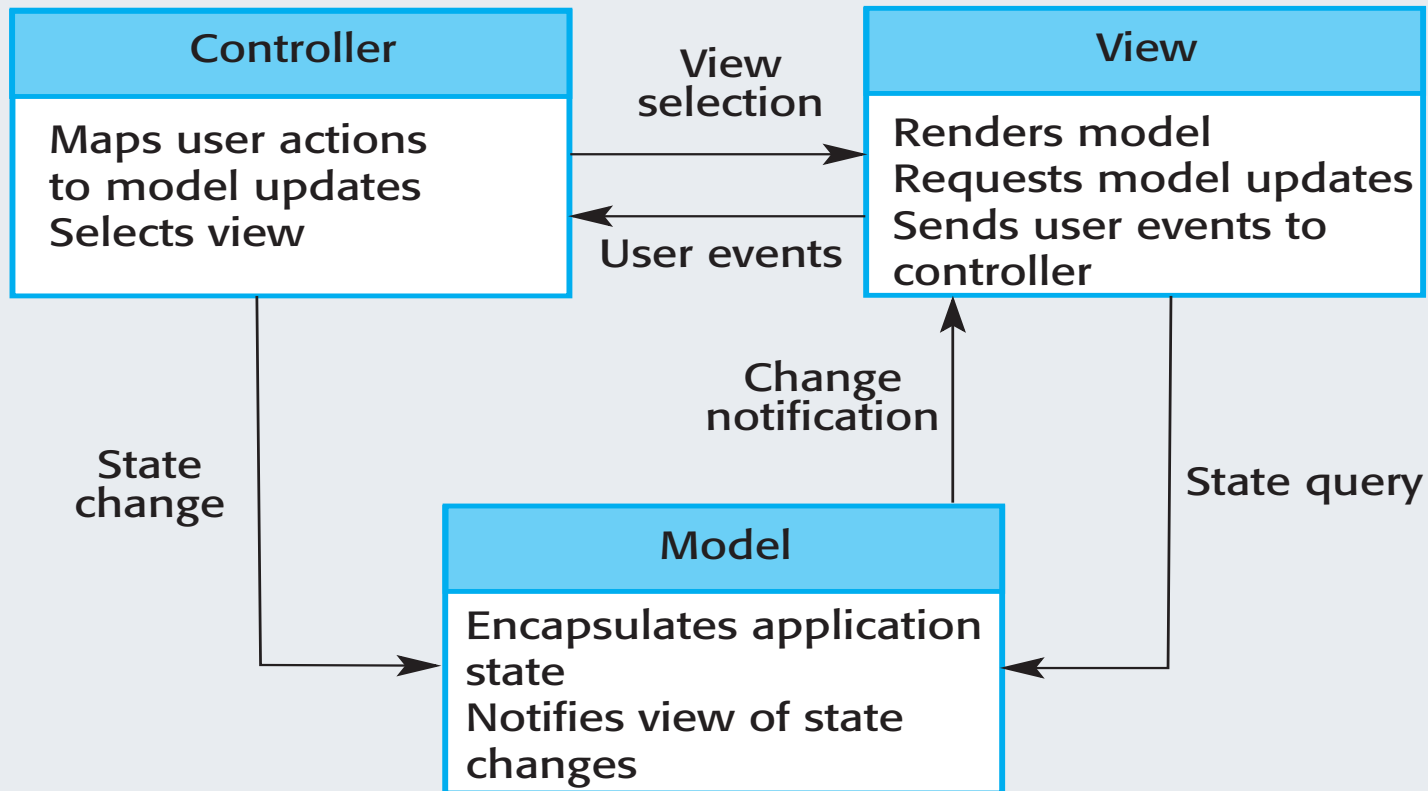 Controller
Maps user actions
to model updates
Selects view
View
selection
User events
View
Renders model
Requests model updates
Sends user events to
controller
State
change
Change
notification
State query
Model
Encapsulates application
state
Notifies view of state
changes